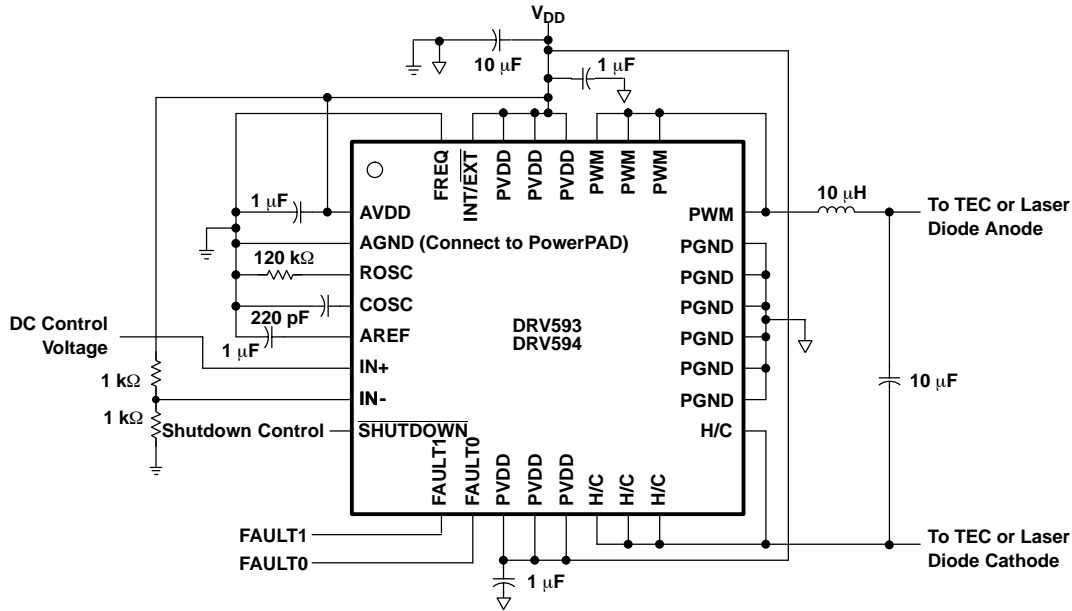 VDD
10 μF
1 μF
FREQ
INT/EXT
PVDD
PVDD
PVDD
PWM
PWM
PWM
1 μF
AVDD
AGND (Connect to PowerPAD)
120 kΩ
ROSC
COSC
220 pF
AREF
1 μF
DC Control
Voltage
IN+
1 kΩ
IN-
1 kΩ
Shutdown Control
SHUTDOWN
DRV593
DRV594
PWM
PGND
PGND
PGND
PGND
PGND
PGND
H/C
10 μH
To TEC or Laser
Diode Anode
10 μF
FAULT1
FAULT0
PVDD
PVDD
PVDD
H/C
H/C
H/C
FAULT1
FAULT0
1 μF
To TEC or Laser
Diode Cathode